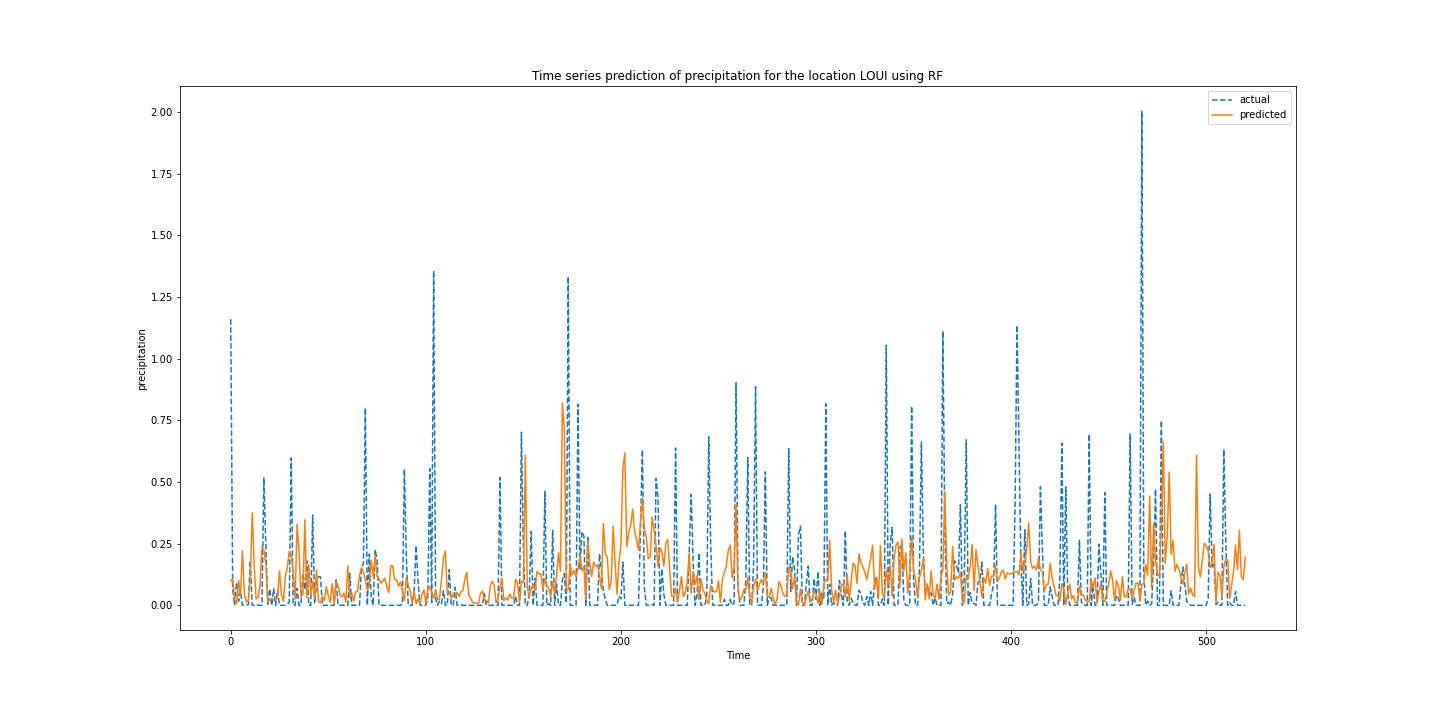 Time series prediction of precipitation for the location LOUI using RF
actual
predicted
precipitation
2.00
1.75
1.50
1.25
1.00
0.75
0.50
0.25
0.00
0 100 200 300 400 500
Time